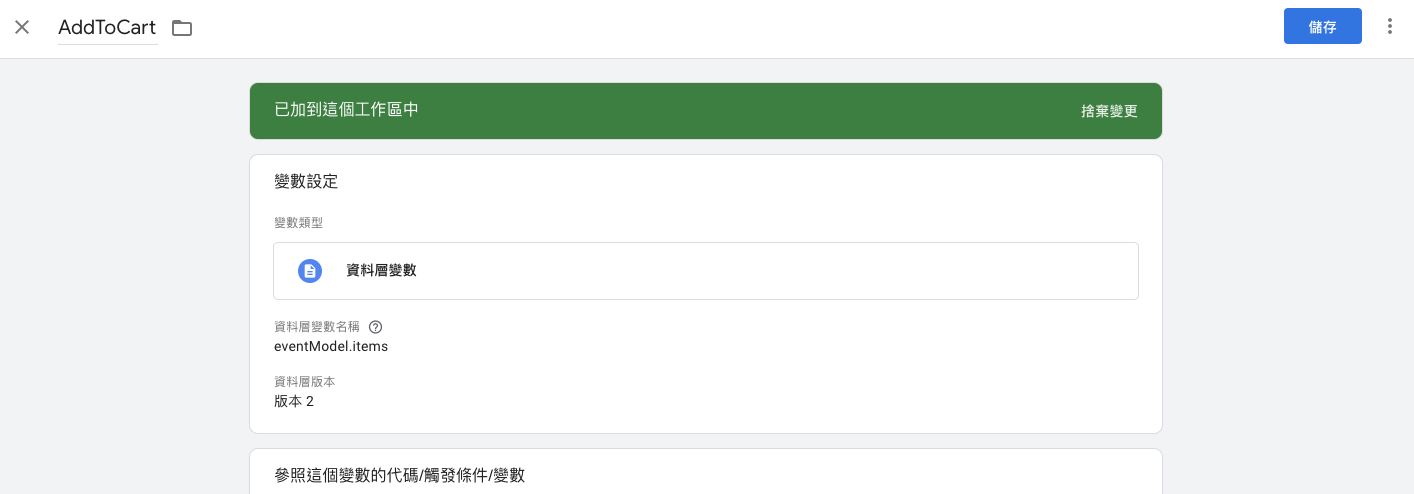 AddToCart
儲存
已加到這個工作區中
捨棄變更
變數設定
變數類型
資料層變數
資料層變數名稱
eventModel.items
資料層版本
版本 2
參照這個變數的代碼/觸發條件/變數